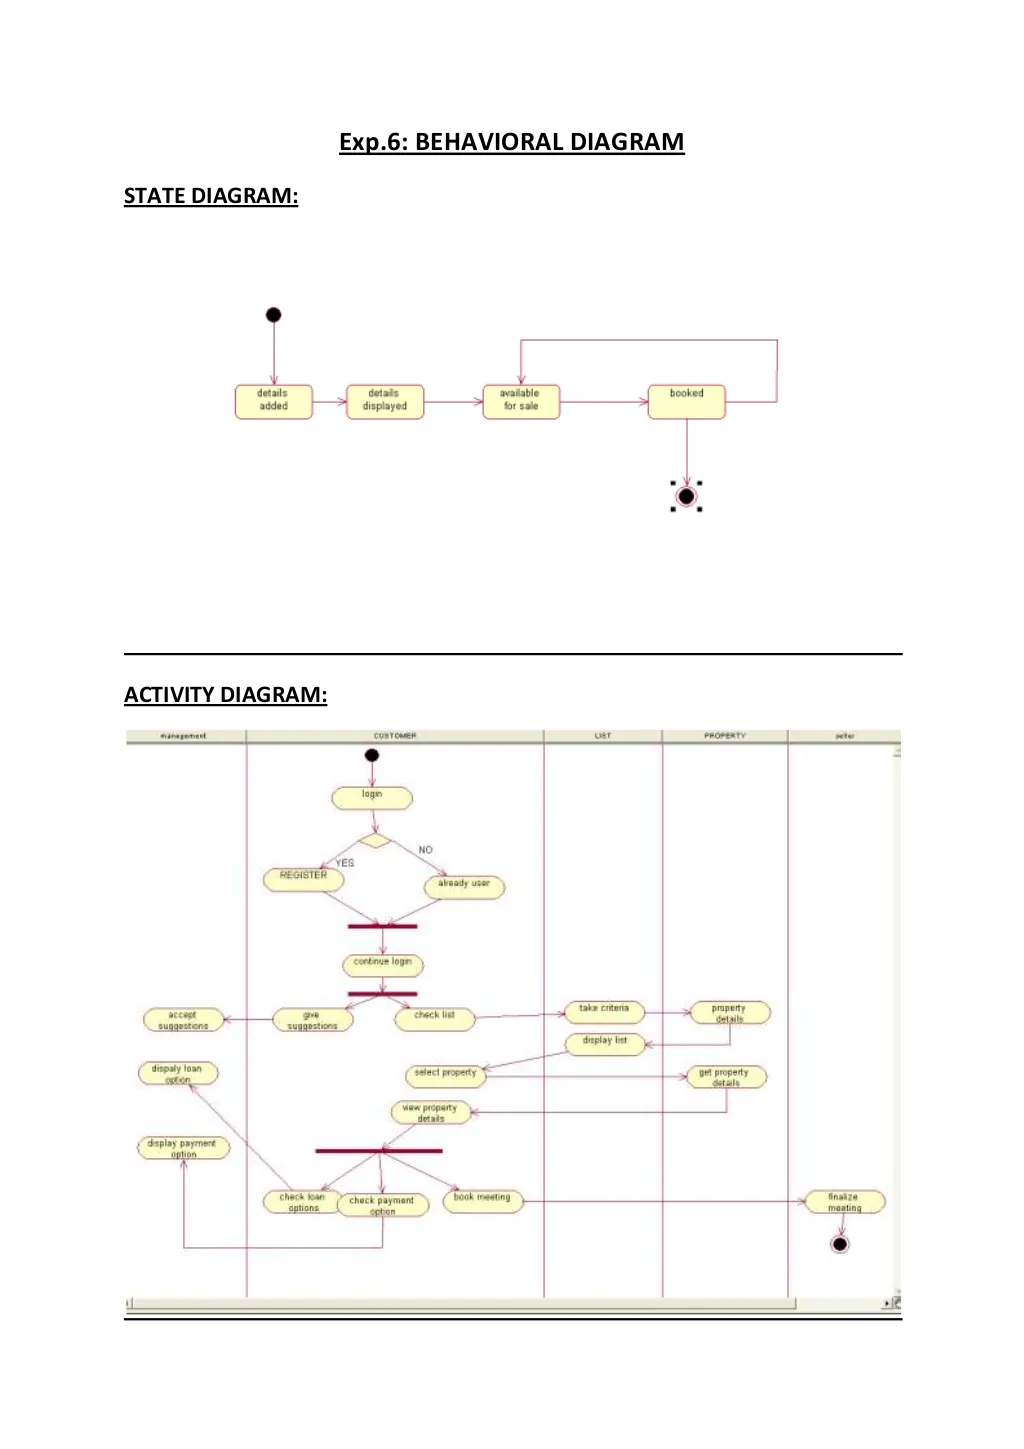 Exp.6: BEHAVIORAL DIAGRAM
STATE DIAGRAM:
details
added
details
displayed
available
for sale
booked
ACTIVITY DIAGRAM:
management
CUSTOMER
LIST
PROPERTY
seller
login
YES
NO
REGISTER
already user
continue login
accept
suggestions
give
suggestions
check list
take criteria
property
details
display list
dispaly loan
option
select property
get property
details
view property
details
display payment
option
check loan
options
check payment
option
book meeting
finalize
meeting